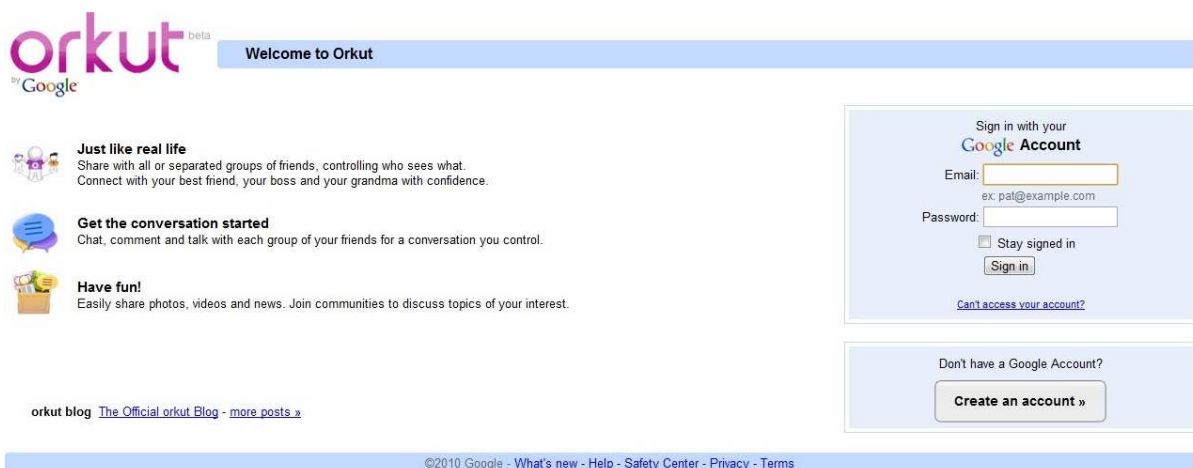 orkut beta
by Google
Welcome to Orkut
Just like real life
Share with all or separated groups of friends, controlling who sees what.
Connect with your best friend, your boss and your grandma with confidence.
Get the conversation started
Chat, comment and talk with each group of your friends for a conversation you control.
Have fun!
Easily share photos, videos and news. Join communities to discuss topics of your interest.
orkut blog The Official orkut Blog - more posts »
Sign in with your
Google Account
Email:
ex: pat@example.com
Password:
Stay signed in
Sign in
Can't access your account?
Don't have a Google Account?
Create an account »
©2010 Google - What's new - Help - Safety Center - Privacy - Terms